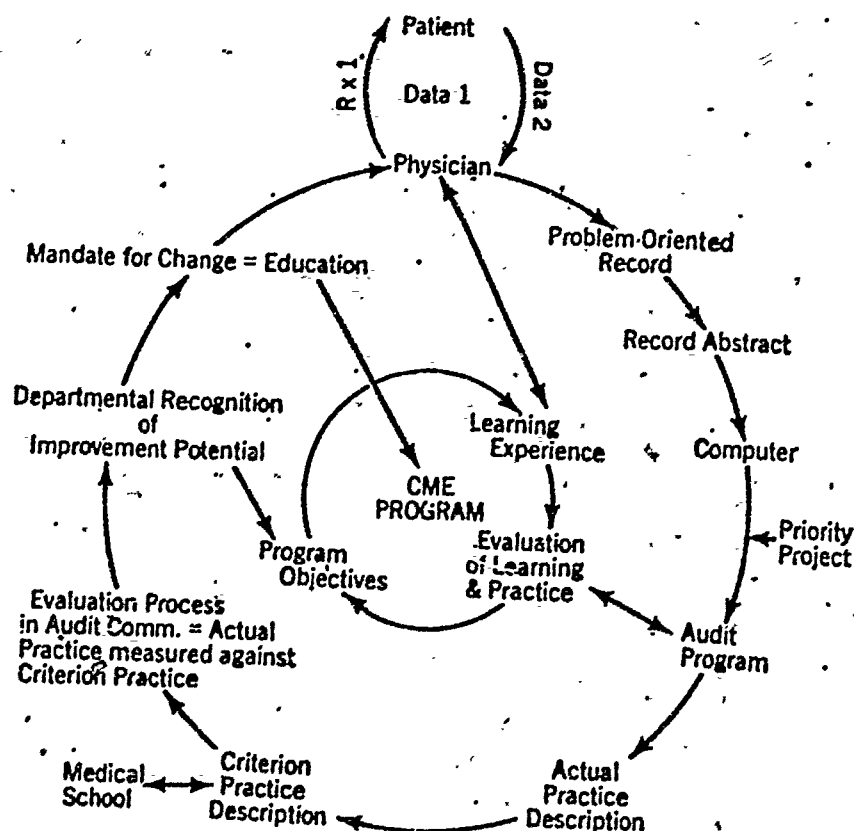 Patient
R x 1
Data 1
Data 2
Physician
Problem-Oriented
Record
Mandate for Change = Education
Record Abstract
Departmental Recognition
of
Improvement Potential
Learning
Experience
Computer
CME
PROGRAM
Priority
Project
Program
Objectives
Evaluation
of Learning
& Practice
Evaluation Process
in Audit Comm. = Actual
Practice measured against
Criterion Practice
Audit
Program
Medical
School
Criterion
Practice
Description
Actual
Practice
Description